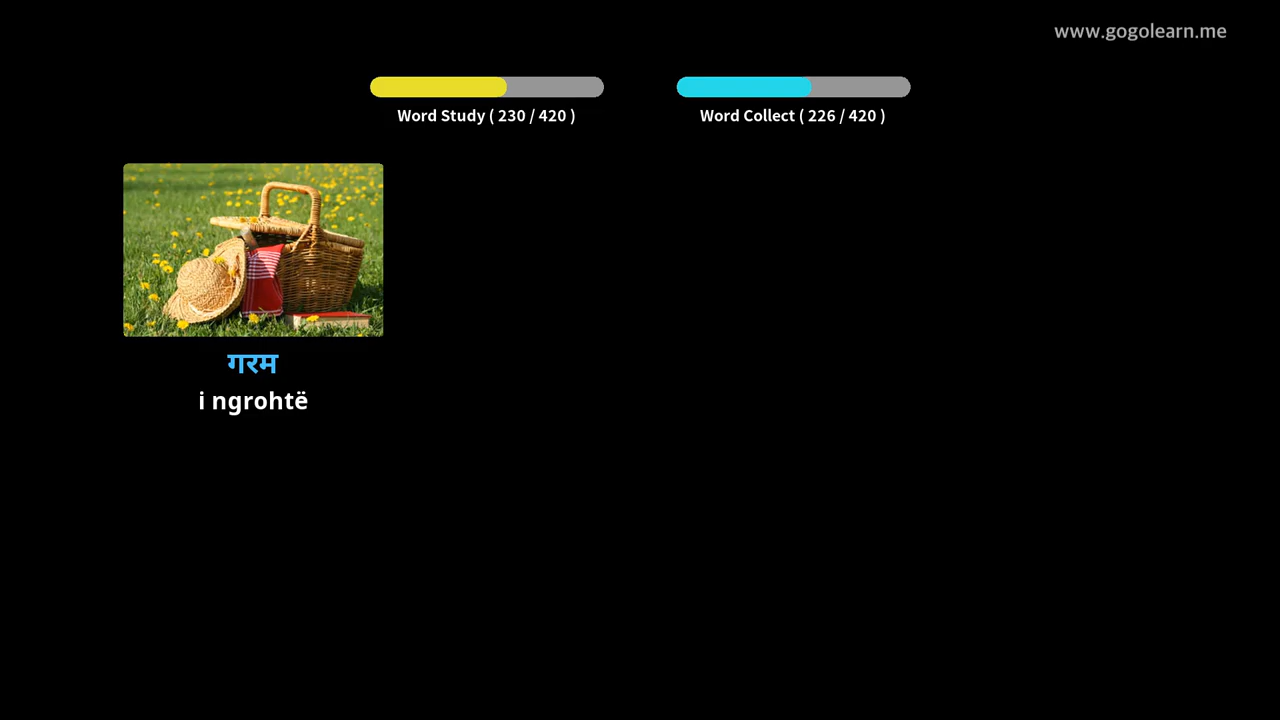 www.gogolearn.me
Word Study ( 230 / 420 )
Word Collect ( 226 / 420 )
गरम
i ngrohtë